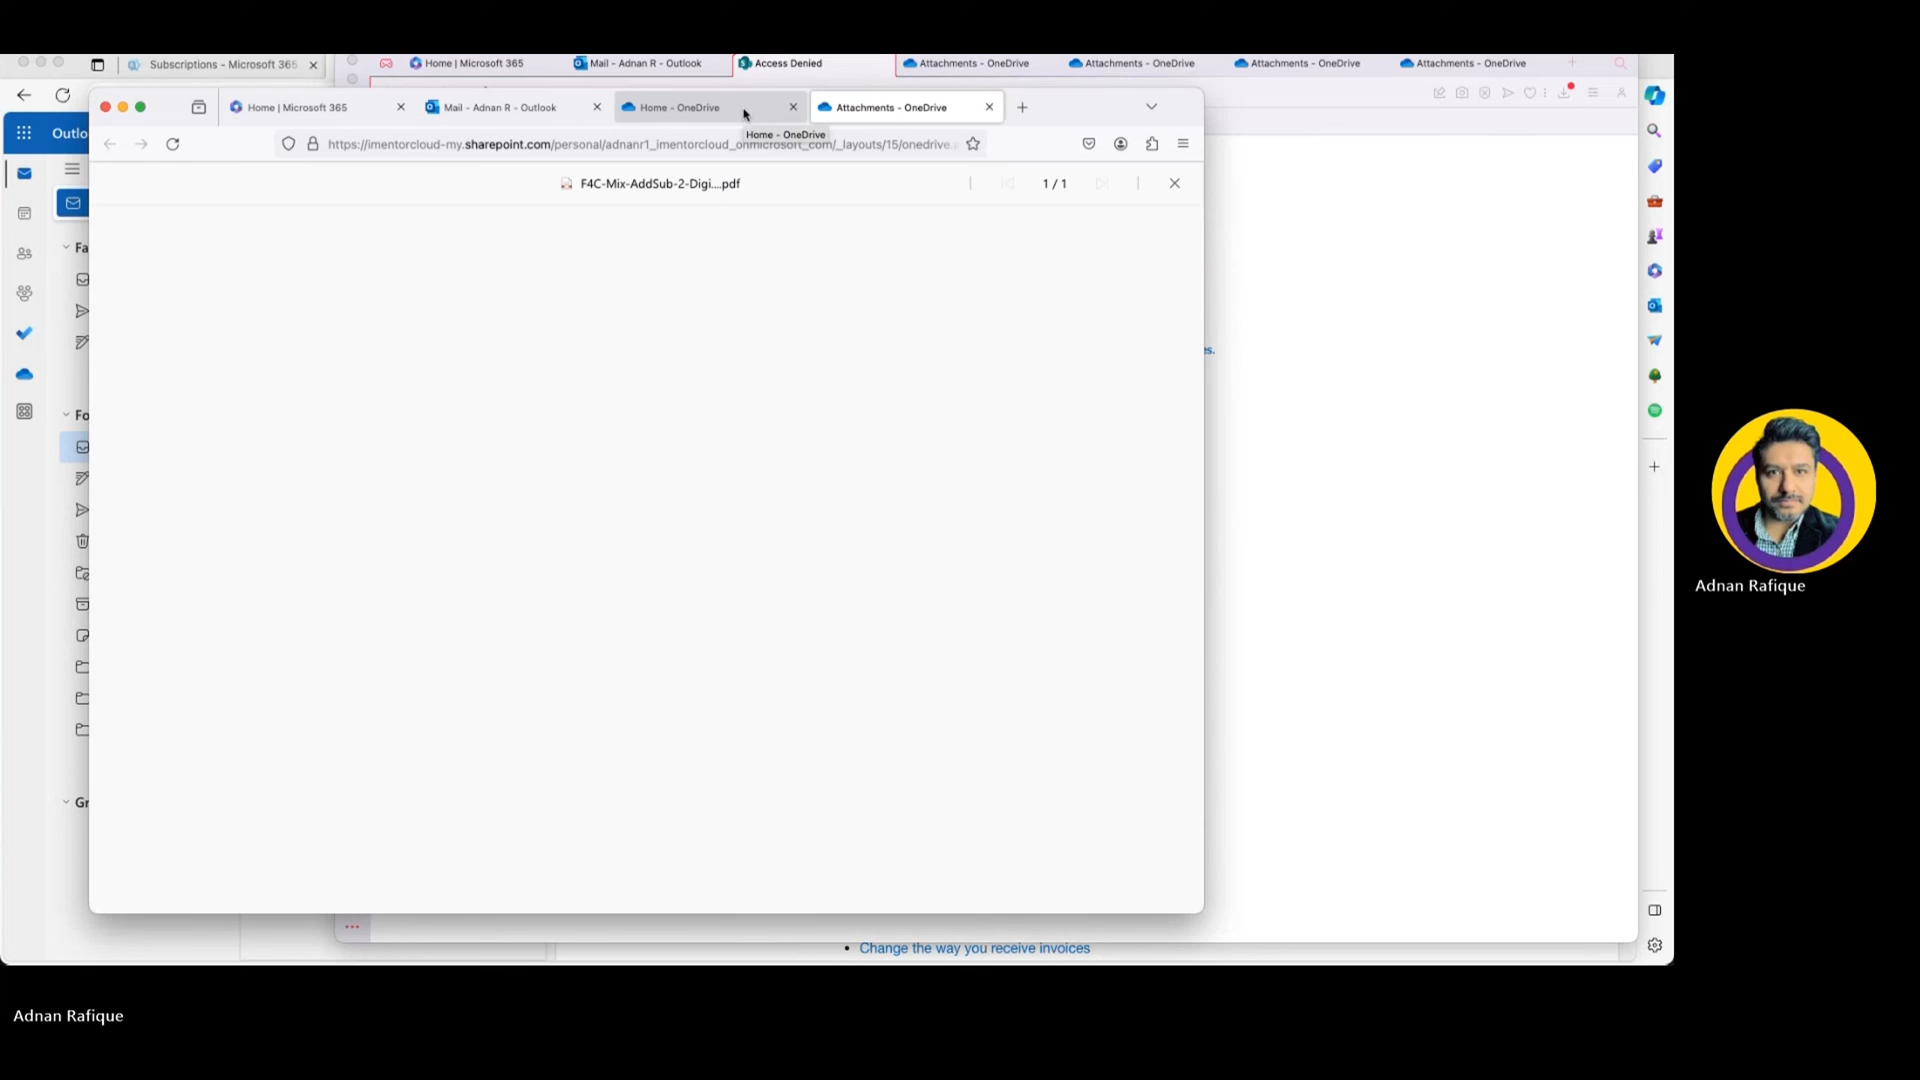 Subscriptions - Microsoft 365
Home | Microsoft 365
Mail - Adnan R - Outlook
Access Denied
Attachments - OneDrive
Attachments - OneDrive
Attachments - OneDrive
Attachments - OneDrive
Home | Microsoft 365
Mail - Adnan R - Outlook
Home - OneDrive
Attachments - OneDrive
Outlo
Home - OneDrive
https://imentorcloud-my.sharepoint.com/personal/adnanr1_imentorcloud_onmicrosoft_com/_layouts/15/onedrive.a
F4C-Mix-AddSub-2-Digi....pdf
1 / 1
Fa
es.
Fo
Gr
• Change the way you receive invoices
Adnan Rafique
Adnan Rafique